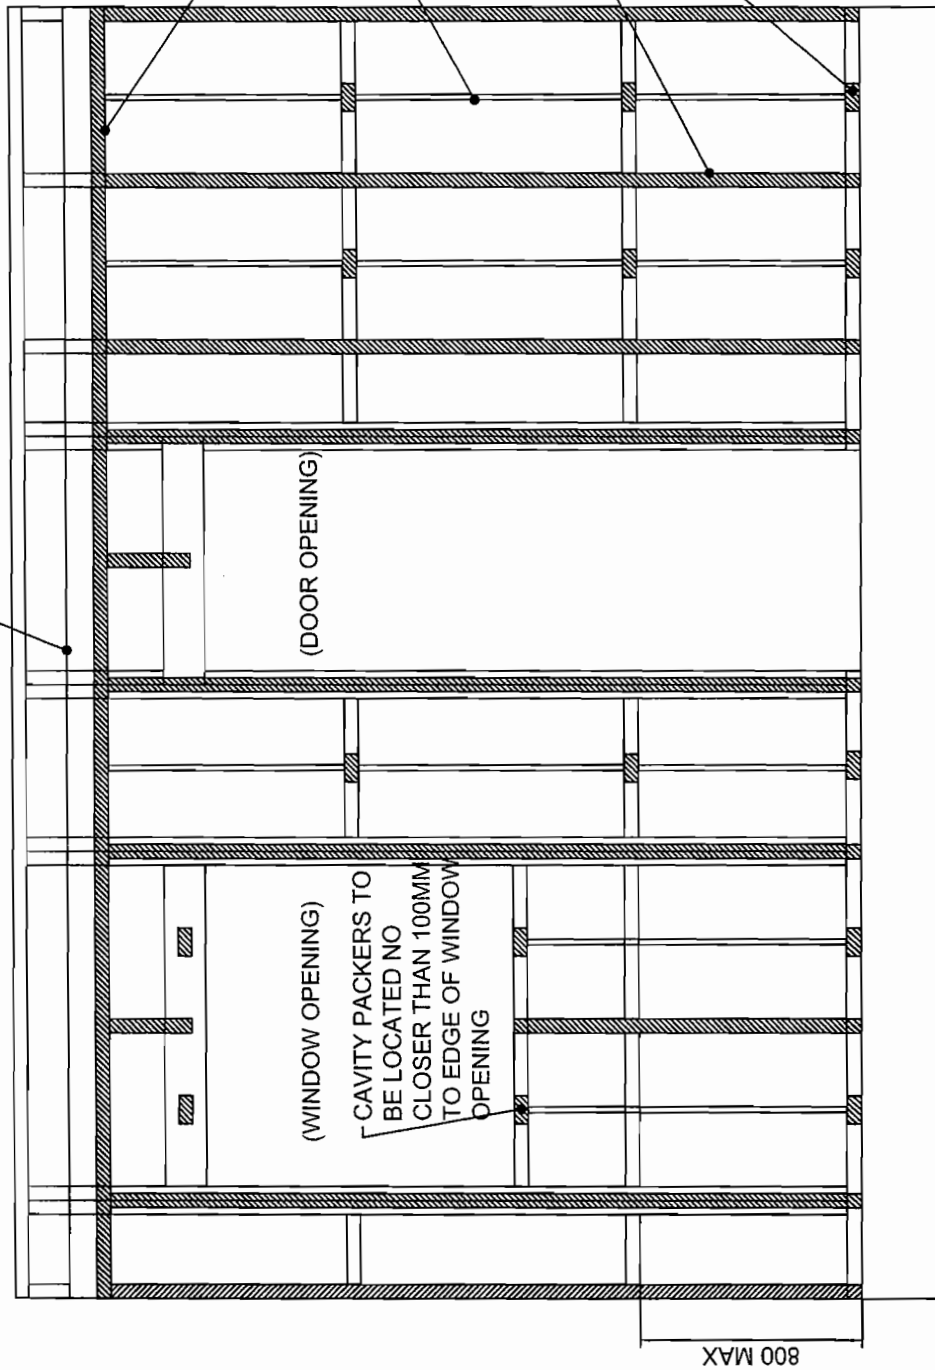 (DOOR OPENING)
(WINDOW OPENING)
CAVITY PACKERS TO
BE LOCATED NO
CLOSER THAN 100MM
TO EDGE OF WINDOW
OPENING
800 MAX